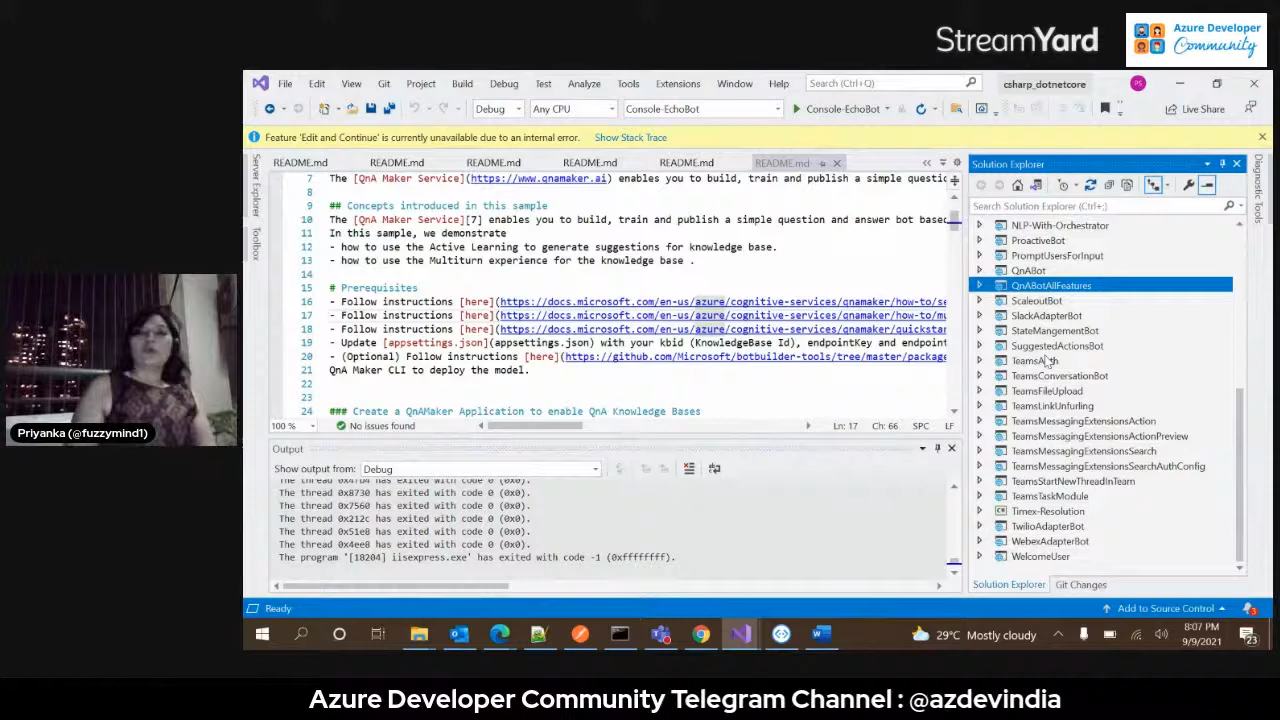 StreamYard
Azure Developer
Community
File Edit View Git Project Build Debug Test Analyze Tools Extensions Window Help Search (Ctrl+Q) csharp_dotnetcore PS
Debug Any CPU Console-EchoBot Console-EchoBot Live Share
Feature 'Edit and Continue' is currently unavailable due to an internal error. Show Stack Trace
Server Explorer
Toolbox
README.md README.md README.md README.md README.md README.md
7 The [QnA Maker Service](https://www.qnamaker.ai) enables you to build, train and publish a simple questic
8
9 ## Concepts introduced in this sample
10 The [QnA Maker Service][7] enables you to build, train and publish a simple question and answer bot based
11 In this sample, we demonstrate
12 - how to use the Active Learning to generate suggestions for knowledge base.
13 - how to use the Multiturn experience for the knowledge base .
14
15 # Prerequisites
16 - Follow instructions [here](https://docs.microsoft.com/en-us/azure/cognitive-services/qnamaker/how-to/se
17 - Follow instructions [here](https://docs.microsoft.com/en-us/azure/cognitive-services/qnamaker/how-to/mu
18 - Follow instructions [here](https://docs.microsoft.com/en-us/azure/cognitive-services/qnamaker/quickstar
19 - Update [appsettings.json](appsettings.json) with your kbid (KnowledgeBase Id), endpointKey and endpoint
20 - (Optional) Follow instructions [here](https://github.com/Microsoft/botbuilder-tools/tree/master/package
21 QnA Maker CLI to deploy the model.
22
23
24 ### Create a QnAMaker Application to enable QnA Knowledge Bases
100 % No issues found Ln: 17 Ch: 66 SPC LF
Output
Show output from: Debug
The thread 0x8730 has exited with code 0 (0x0).
The thread 0x7560 has exited with code 0 (0x0).
The thread 0x212c has exited with code 0 (0x0).
The thread 0x51e8 has exited with code 0 (0x0).
The thread 0x4ee8 has exited with code 0 (0x0).
The program '[18204] iisexpress.exe' has exited with code -1 (0xffffffff).
Solution Explorer
Search Solution Explorer (Ctrl+;)
NLP-With-Orchestrator
ProactiveBot
PromptUsersForInput
QnABot
QnABotAllFeatures
ScaleoutBot
SlackAdapterBot
StateMangementBot
SuggestedActionsBot
TeamsAuth
TeamsConversationBot
TeamsFileUpload
TeamsLinkUnfurling
TeamsMessagingExtensionsAction
TeamsMessagingExtensionsActionPreview
TeamsMessagingExtensionsSearch
TeamsMessagingExtensionsSearchAuthConfig
TeamsStartNewThreadInTeam
TeamsTaskModule
Timex-Resolution
TwilioAdapterBot
WebexAdapterBot
WelcomeUser
Solution Explorer Git Changes
Diagnostic Tools
Ready Add to Source Control 3
29°C Mostly cloudy 8:07 PM
9/9/2021 23
Priyanka (@fuzzymind1)
Azure Developer Community Telegram Channel : @azdevindia